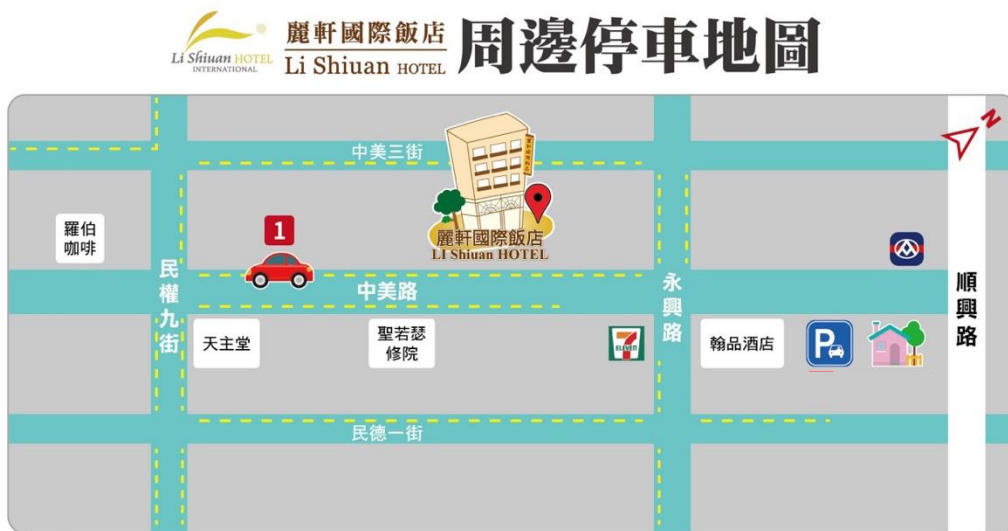 Li Shiuan HOTEL
INTERNATIONAL
麗軒國際飯店
Li Shiuan HOTEL
周邊停車地圖
N
中美三街
羅伯
咖啡
1
麗軒國際飯店
LI Shiuan HOTEL
民權九街
中美路
永興路
順興路
天主堂
聖若瑟
修院
7
ELEVEN
翰品酒店
P
民德一街